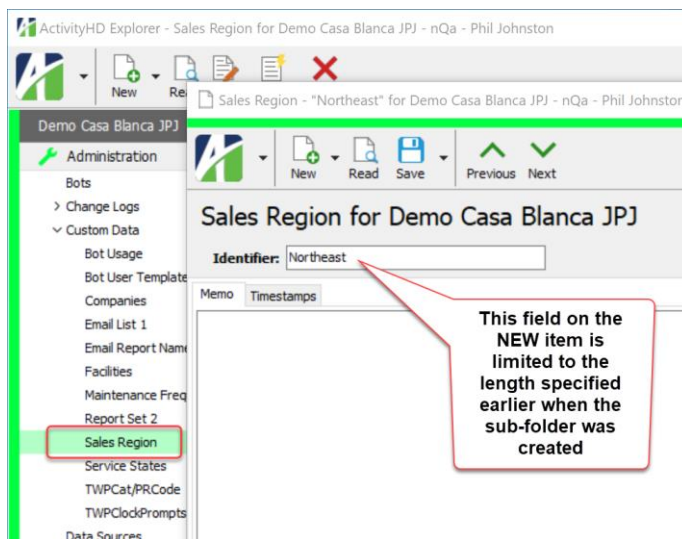 ActivityHD Explorer - Sales Region for Demo Casa Blanca JPJ - nQa - Phil Johnston
New
Sales Region - "Northeast" for Demo Casa Blanca JPJ - nQa - Phil Johnston
Demo Casa Blanca JPJ
New Read Save Previous Next
Administration
Bots
Change Logs
Custom Data
Bot Usage
Bot User Template
Companies
Email List 1
Email Report Name
Facilities
Maintenance Freq
Report Set 2
Sales Region
Service States
TWPCat/PRCode
TWPClockPrompts
Data Sources
Sales Region for Demo Casa Blanca JPJ
Identifier: Northeast
Memo Timestamps
This field on the
NEW item is
limited to the
length specified
earlier when the
sub-folder was
created